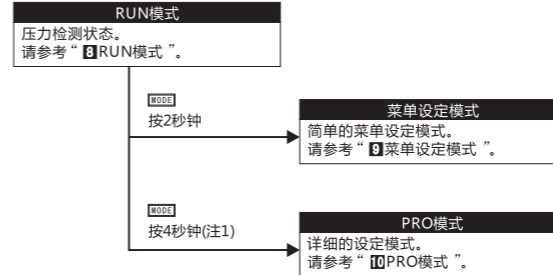 RUN模式
压力检测状态。
请参考“ 8RUN模式 ”。
MODE
按2秒钟
菜单设定模式
简单的菜单设定模式。
请参考“ 9菜单设定模式 ”。
MODE
按4秒钟(注1)
PRO模式
详细的设定模式。
请参考“ 10PRO模式 ”。